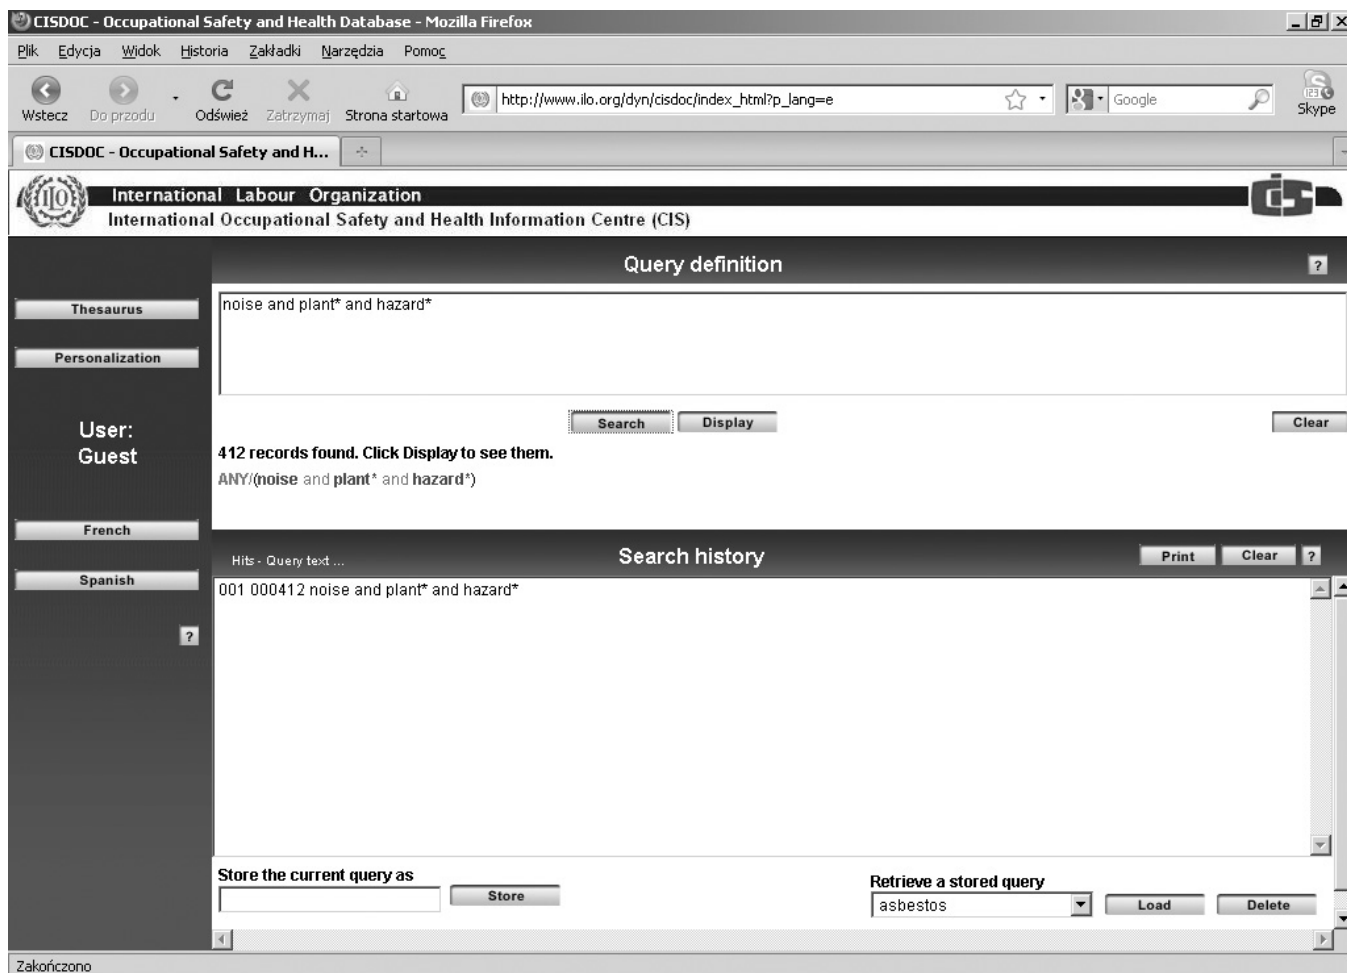 CISDOC - Occupational Safety and Health Database - Mozilla Firefox
Plik Edycja Widok Historia Zakładki Narzędzia Pomoc
Wstecz Do przodu Odśwież Zatrzymaj Strona startowa http://www.ilo.org/dyn/cisdoc/index_html?p_lang=e Google Skype
CISDOC - Occupational Safety and H...
International Labour Organization
International Occupational Safety and Health Information Centre (CIS)
Query definition ?
Thesaurus
noise and plant* and hazard*
Personalization
Search Display Clear
User:
Guest
412 records found. Click Display to see them.
ANY/(noise and plant* and hazard*)
French
Hits - Query text ... Search history Print Clear ?
Spanish
001 000412 noise and plant* and hazard*
?
Store the current query as
Store
Retrieve a stored query
asbestos Load Delete
Zakończono